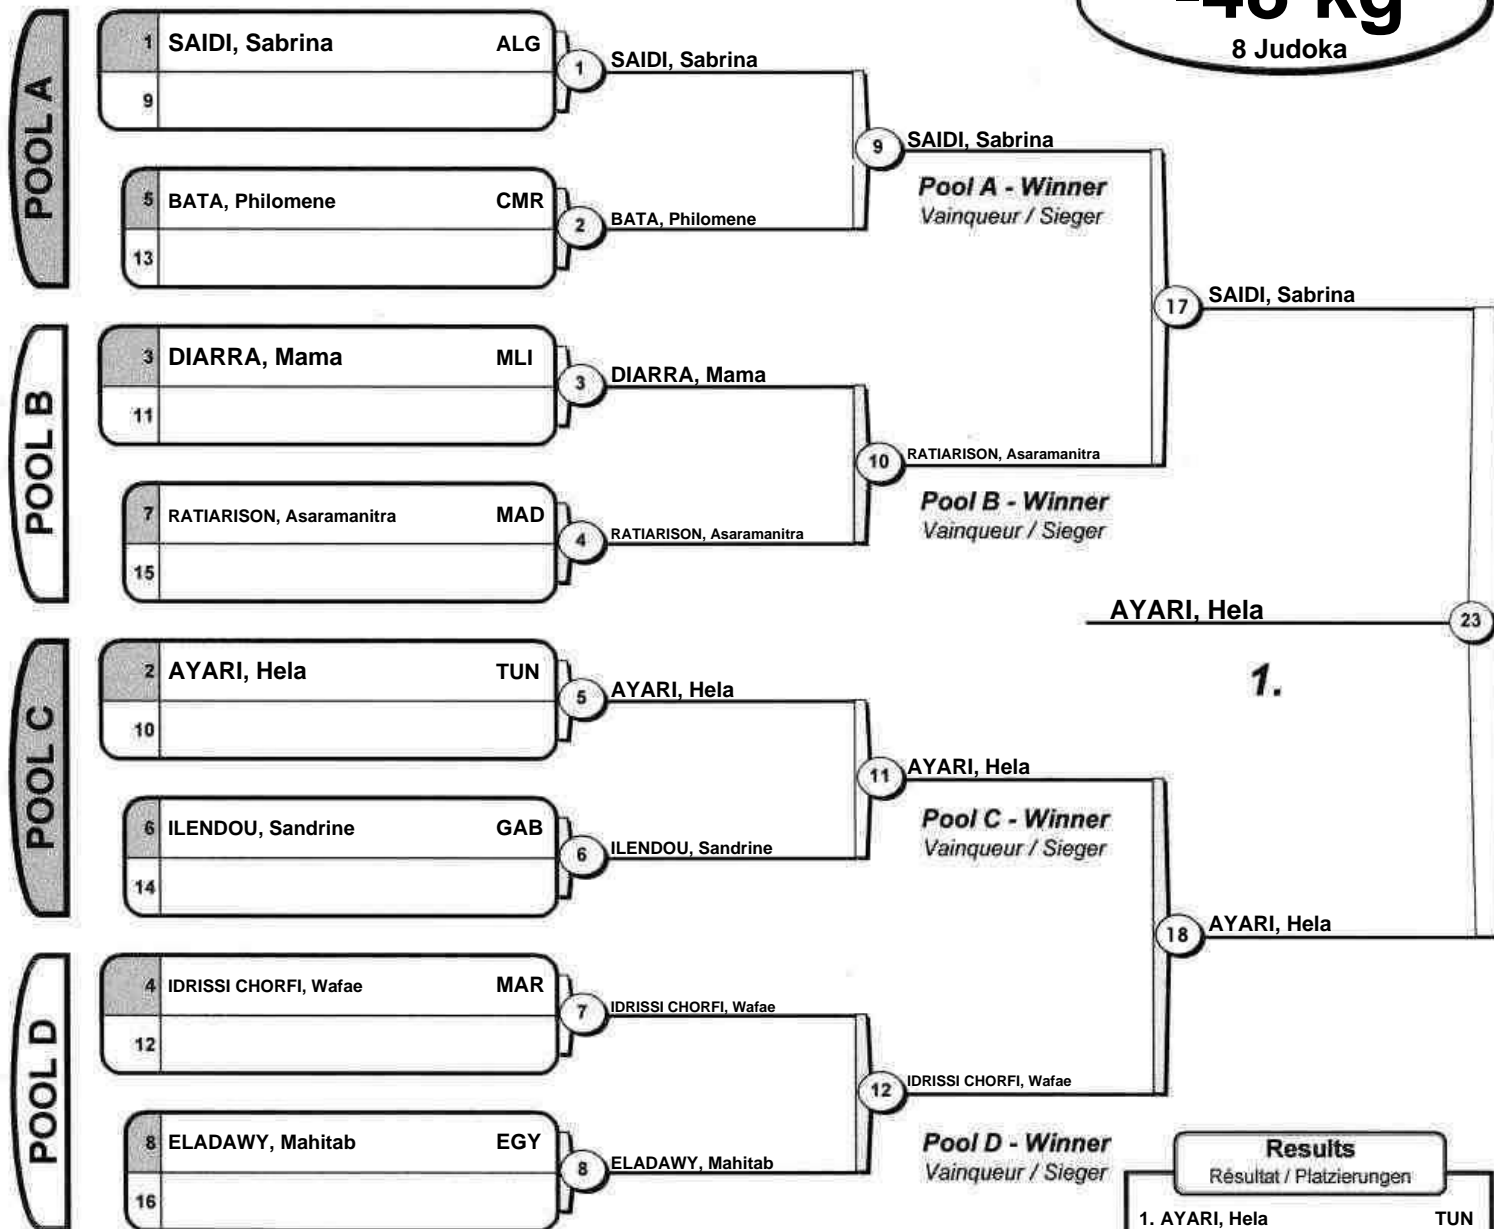 -48 kg
8 Judoka
POOL A
1 SAIDI, Sabrina ALG
9
1 SAIDI, Sabrina
5 BATA, Philomene CMR
13
2 BATA, Philomene
9 SAIDI, Sabrina
Pool A - Winner
Vainqueur / Sieger
POOL B
3 DIARRA, Mama MLI
11
3 DIARRA, Mama
7 RATIARISON, Asaramanitra MAD
15
4 RATIARISON, Asaramanitra
10 RATIARISON, Asaramanitra
Pool B - Winner
Vainqueur / Sieger
17 SAIDI, Sabrina
AYARI, Hela 23
1.
POOL C
2 AYARI, Hela TUN
10
5 AYARI, Hela
6 ILENDOU, Sandrine GAB
14
6 ILENDOU, Sandrine
11 AYARI, Hela
Pool C - Winner
Vainqueur / Sieger
18 AYARI, Hela
POOL D
4 IDRISSI CHORFI, Wafae MAR
12
7 IDRISSI CHORFI, Wafae
8 ELADAWY, Mahitab EGY
16
8 ELADAWY, Mahitab
12 IDRISSI CHORFI, Wafae
Pool D - Winner
Vainqueur / Sieger
Results
Résultat / Platzierungen
1. AYARI, Hela TUN